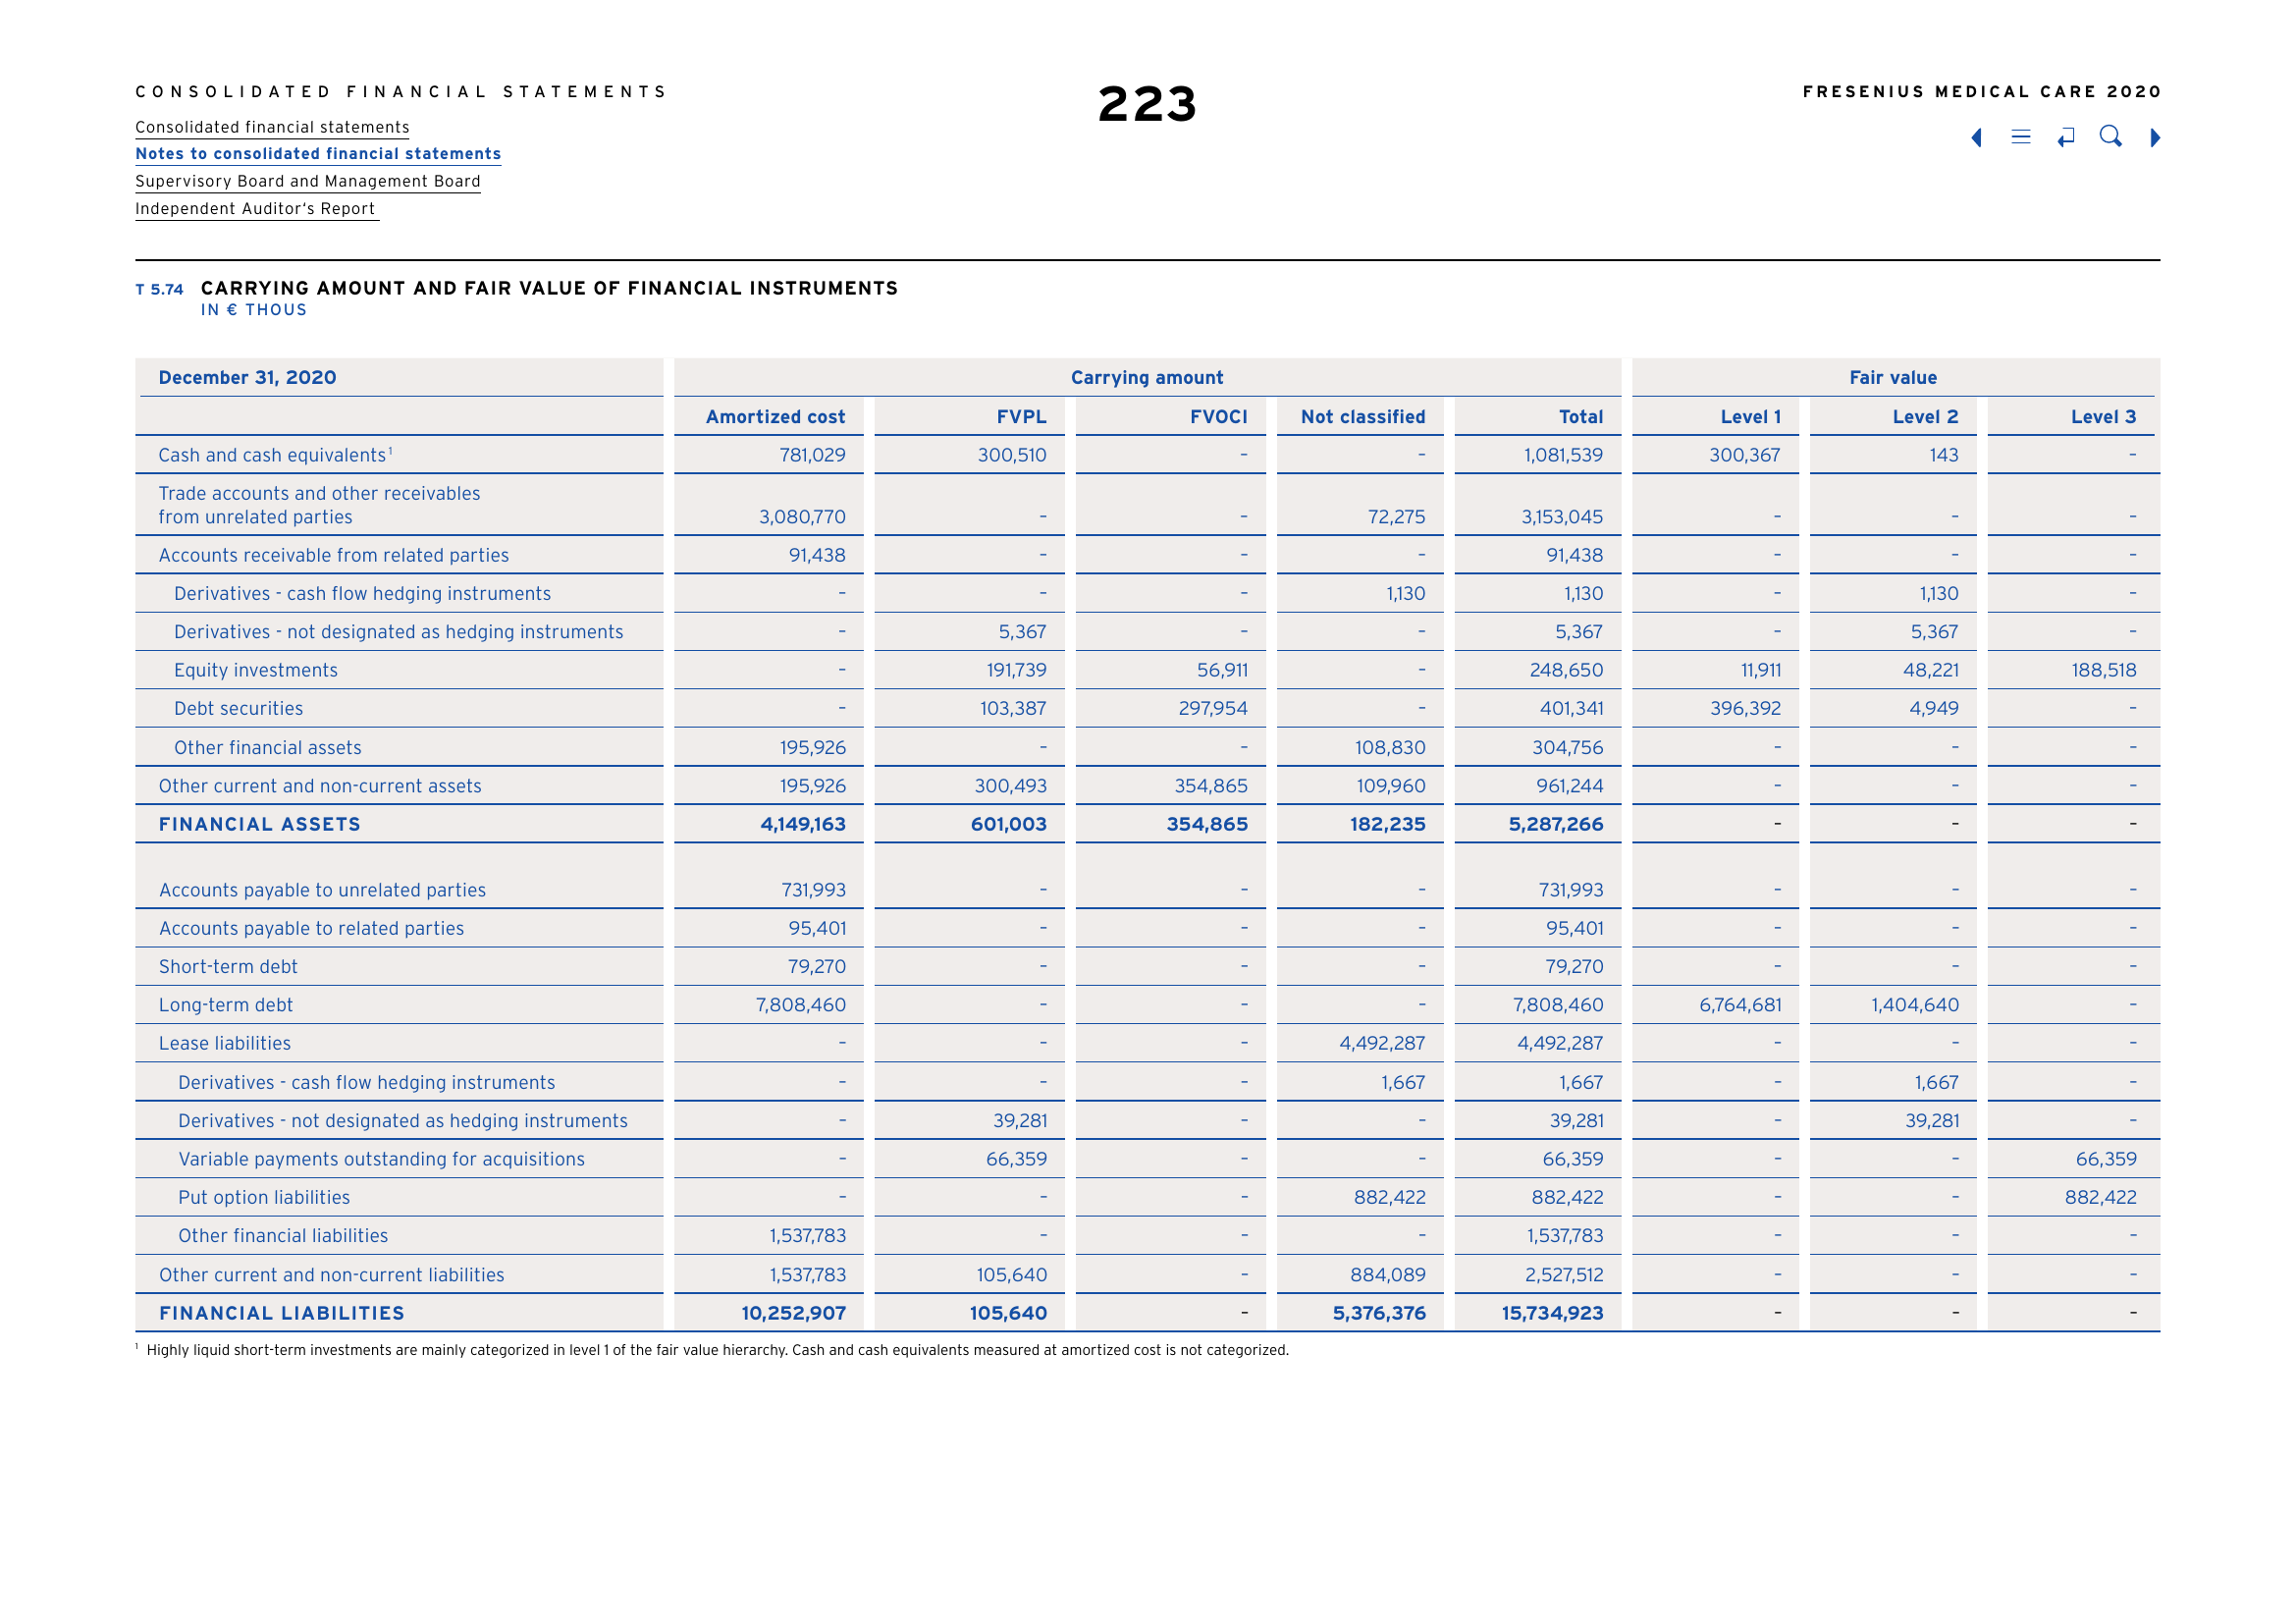 CONSOLIDATED FINANCIAL STATEMENTS
223
FRESENIUS MEDICAL CARE 2020
Consolidated financial statements
Notes to consolidated financial statements
Supervisory Board and Management Board
Independent Auditor‘s Report
T 5.74 CARRYING AMOUNT AND FAIR VALUE OF FINANCIAL INSTRUMENTS
IN € THOUS
December 31, 2020 Carrying amount Fair value
Amortized cost FVPL FVOCI Not classified Total Level 1 Level 2 Level 3
Cash and cash equivalents¹ 781,029 300,510 – – 1,081,539 300,367 143 –
Trade accounts and other receivables
from unrelated parties 3,080,770 – – 72,275 3,153,045 – – –
Accounts receivable from related parties 91,438 – – – 91,438 – – –
Derivatives - cash flow hedging instruments – – – 1,130 1,130 – 1,130 –
Derivatives - not designated as hedging instruments – 5,367 – – 5,367 – 5,367 –
Equity investments – 191,739 56,911 – 248,650 11,911 48,221 188,518
Debt securities – 103,387 297,954 – 401,341 396,392 4,949 –
Other financial assets 195,926 – – 108,830 304,756 – – –
Other current and non-current assets 195,926 300,493 354,865 109,960 961,244 – – –
FINANCIAL ASSETS 4,149,163 601,003 354,865 182,235 5,287,266 – – –
Accounts payable to unrelated parties 731,993 – – – 731,993 – – –
Accounts payable to related parties 95,401 – – – 95,401 – – –
Short-term debt 79,270 – – – 79,270 – – –
Long-term debt 7,808,460 – – – 7,808,460 6,764,681 1,404,640 –
Lease liabilities – – – 4,492,287 4,492,287 – – –
Derivatives - cash flow hedging instruments – – – 1,667 1,667 – 1,667 –
Derivatives - not designated as hedging instruments – 39,281 – – 39,281 – 39,281 –
Variable payments outstanding for acquisitions – 66,359 – – 66,359 – – 66,359
Put option liabilities – – – 882,422 882,422 – – 882,422
Other financial liabilities 1,537,783 – – – 1,537,783 – – –
Other current and non-current liabilities 1,537,783 105,640 – 884,089 2,527,512 – – –
FINANCIAL LIABILITIES 10,252,907 105,640 – 5,376,376 15,734,923 – – –
¹ Highly liquid short-term investments are mainly categorized in level 1 of the fair value hierarchy. Cash and cash equivalents measured at amortized cost is not categorized.